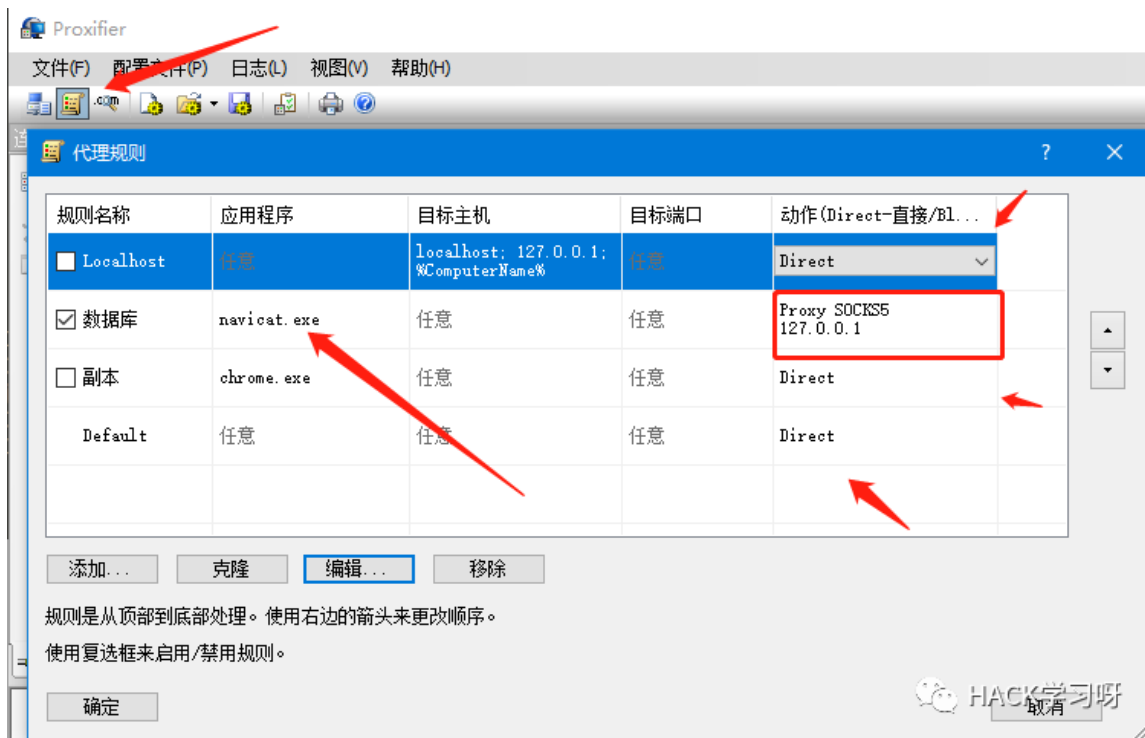 Proxifier
文件(F) 配置文件(P) 日志(L) 视图(V) 帮助(H)
.com
连
代理规则
规则名称 应用程序 目标主机 目标端口 动作(Direct-直接/Bl...
Localhost 任意 localhost; 127.0.0.1; 任意 Direct
%ComputerName%
数据库 navicat.exe 任意 任意 Proxy SOCKS5
127.0.0.1
副本 chrome.exe 任意 任意 Direct
Default 任意 任意 任意 Direct
添加... 克隆 编辑... 移除
规则是从顶部到底部处理。使用右边的箭头来更改顺序。
使用复选框来启用/禁用规则。
确定 取消
HACK学习呀